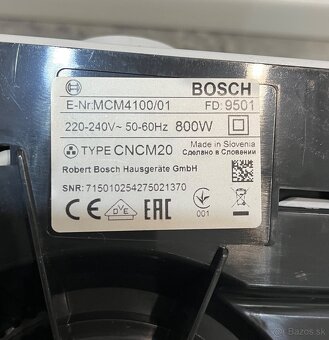 BOSCH
E-Nr:MCM4100/01 FD:9501
220-240V~ 50-60Hz 800W
TYPE CNCM20 Made in Slovenia
Сделано в Словении
Robert Bosch Hausgeräte GmbH
SNR: 715010254275021370
CE DVE EAC 001
bazos.sk